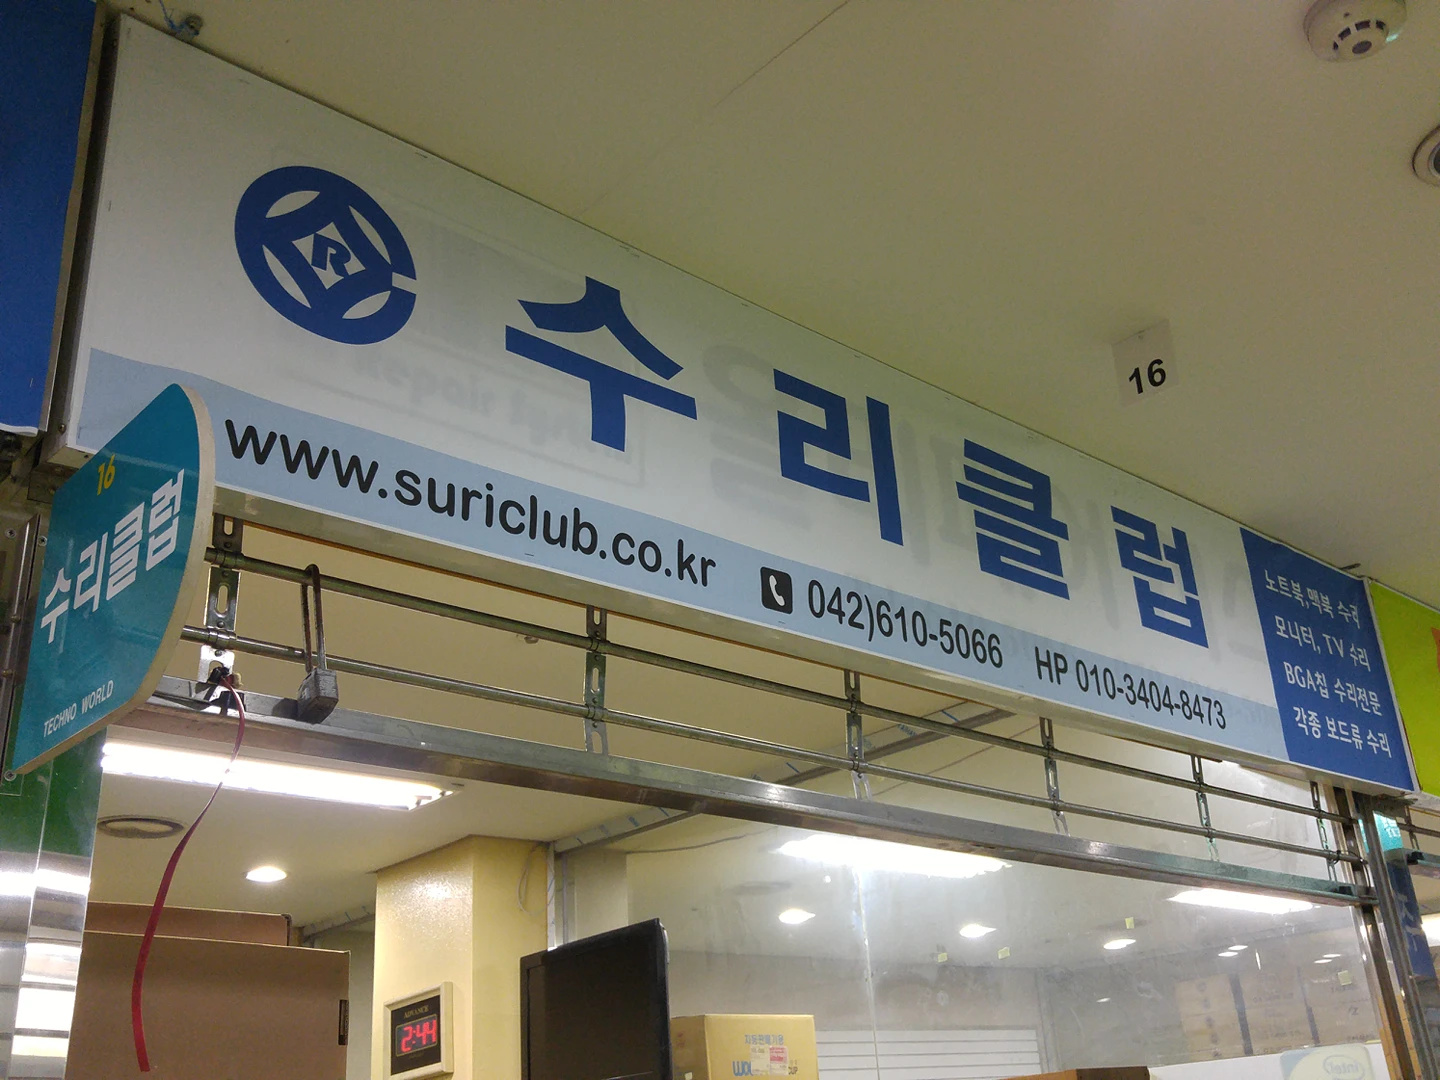 R
수리클럽
www.suriclub.co.kr
042)610-5066
HP 010-3404-8473
노트북,맥북 수리
모니터, TV 수리
BGA칩 수리전문
각종 보드류 수리
16
16
수리클럽
TECHNO WORLD
ADVANCE
2:44